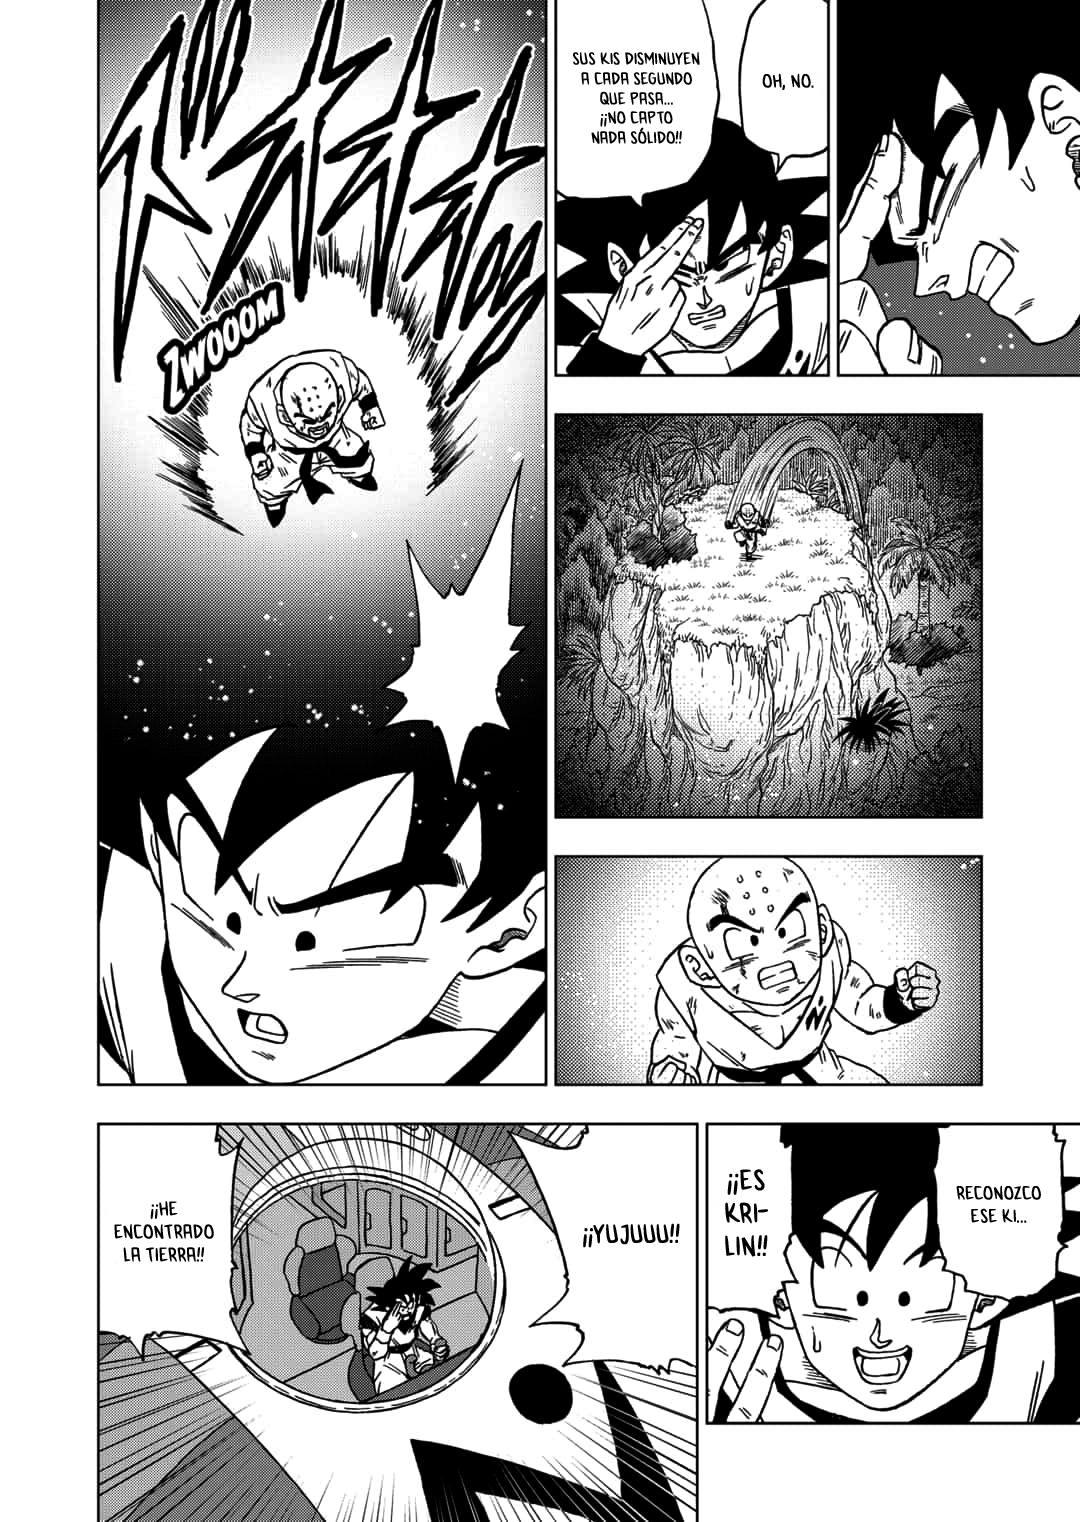 OH, NO.
SUS KIS DISMINUYEN
A CADA SEGUNDO
QUE PASA...
¡¡NO CAPTO
NADA SÓLIDO!!
ZWOOOM
RECONOZCO
ESE KI...
¡¡ES
KRI-
LIN!!
¡¡YUJUUU!!
¡¡HE
ENCONTRADO
LA TIERRA!!